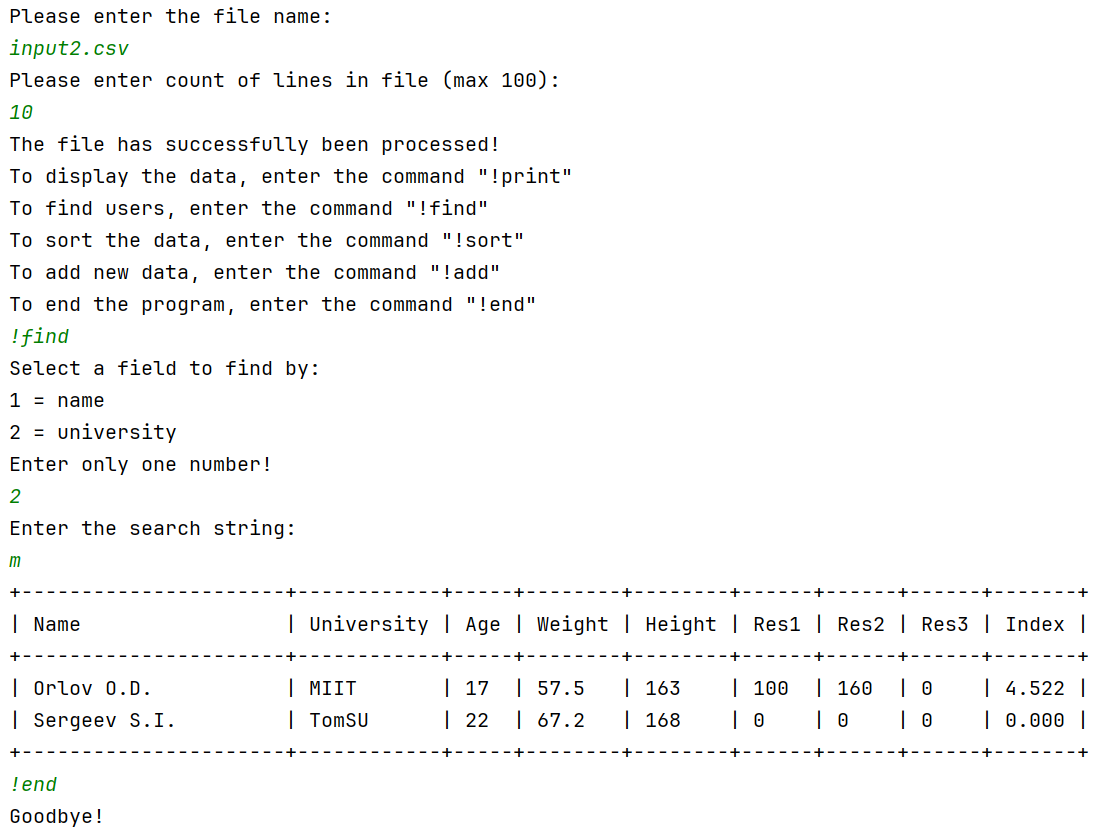 Please enter the file name:
input2.csv
Please enter count of lines in file (max 100):
10
The file has successfully been processed!
To display the data, enter the command "!print"
To find users, enter the command "!find"
To sort the data, enter the command "!sort"
To add new data, enter the command "!add"
To end the program, enter the command "!end"
!find
Select a field to find by:
1 = name
2 = university
Enter only one number!
2
Enter the search string:
m
+----------------------+------------+-----+--------+--------+------+------+------+-------+
| Name                 | University | Age | Weight | Height | Res1 | Res2 | Res3 | Index |
+----------------------+------------+-----+--------+--------+------+------+------+-------+
| Orlov O.D.           | MIIT       | 17  | 57.5   | 163    | 100  | 160  | 0    | 4.522 |
| Sergeev S.I.         | TomSU      | 22  | 67.2   | 168    | 0    | 0    | 0    | 0.000 |
+----------------------+------------+-----+--------+--------+------+------+------+-------+
!end
Goodbye!